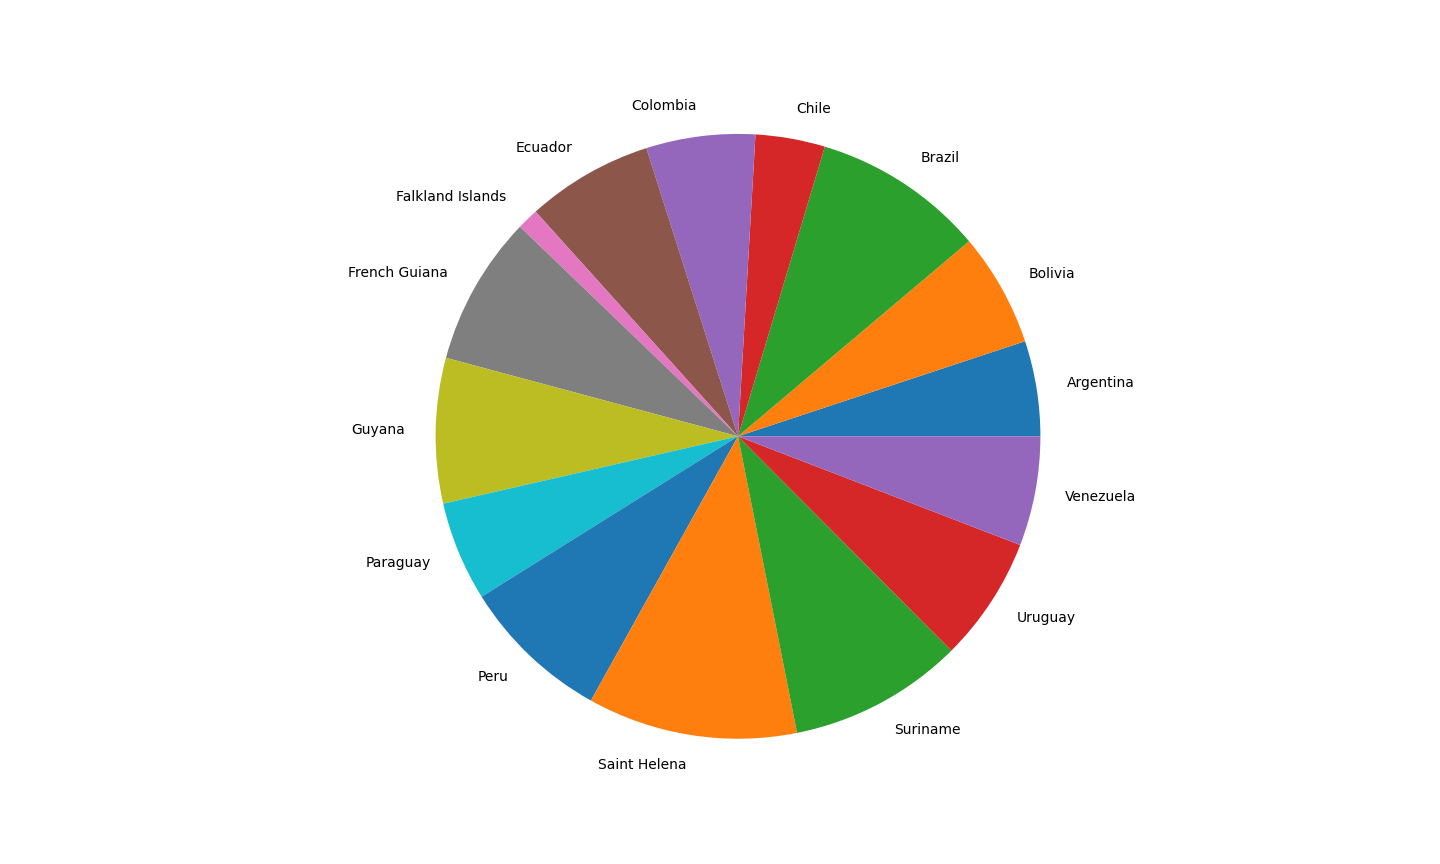 Colombia
Chile
Ecuador
Brazil
Falkland Islands
French Guiana
Bolivia
Argentina
Guyana
Venezuela
Paraguay
Uruguay
Peru
Suriname
Saint Helena